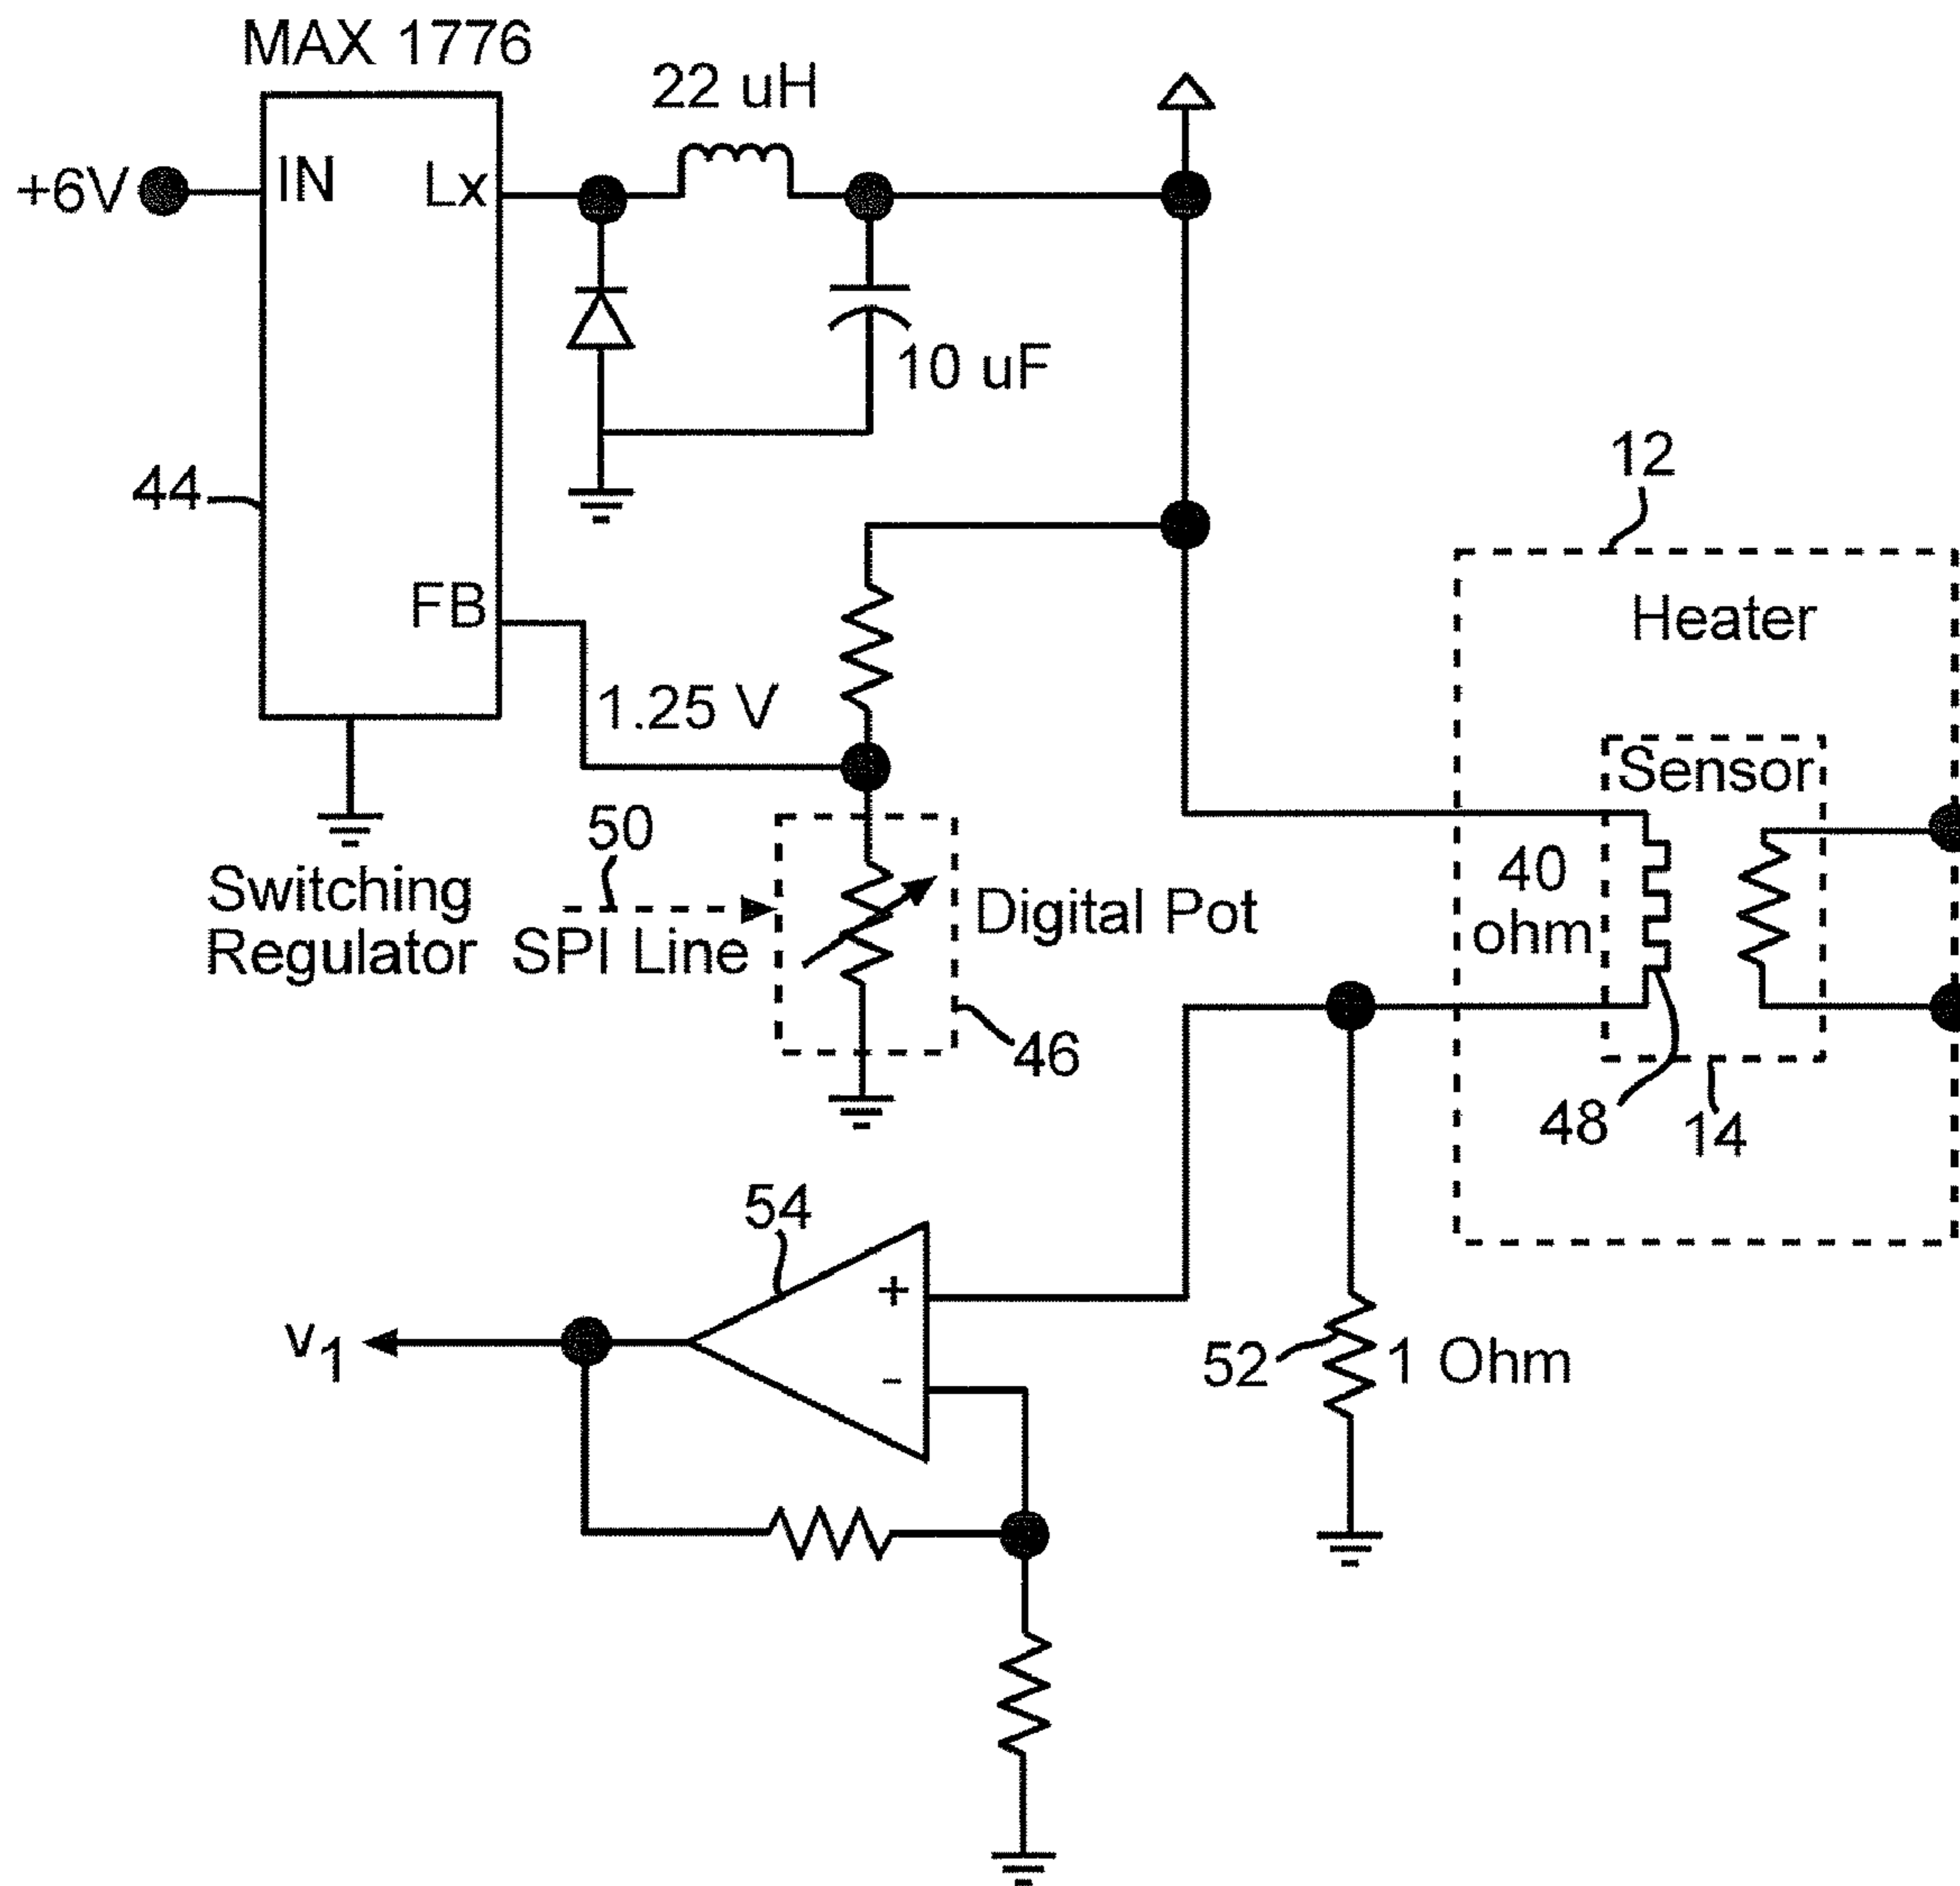 MAX 1776
22 uH
+6V
IN
Lx
10 uF
12
44
Heater
FB
1.25 V
Sensor
50
40
ohm
Switching
Regulator
SPI Line
Digital Pot
46
48
14
54
+
-
v1
52
1 Ohm